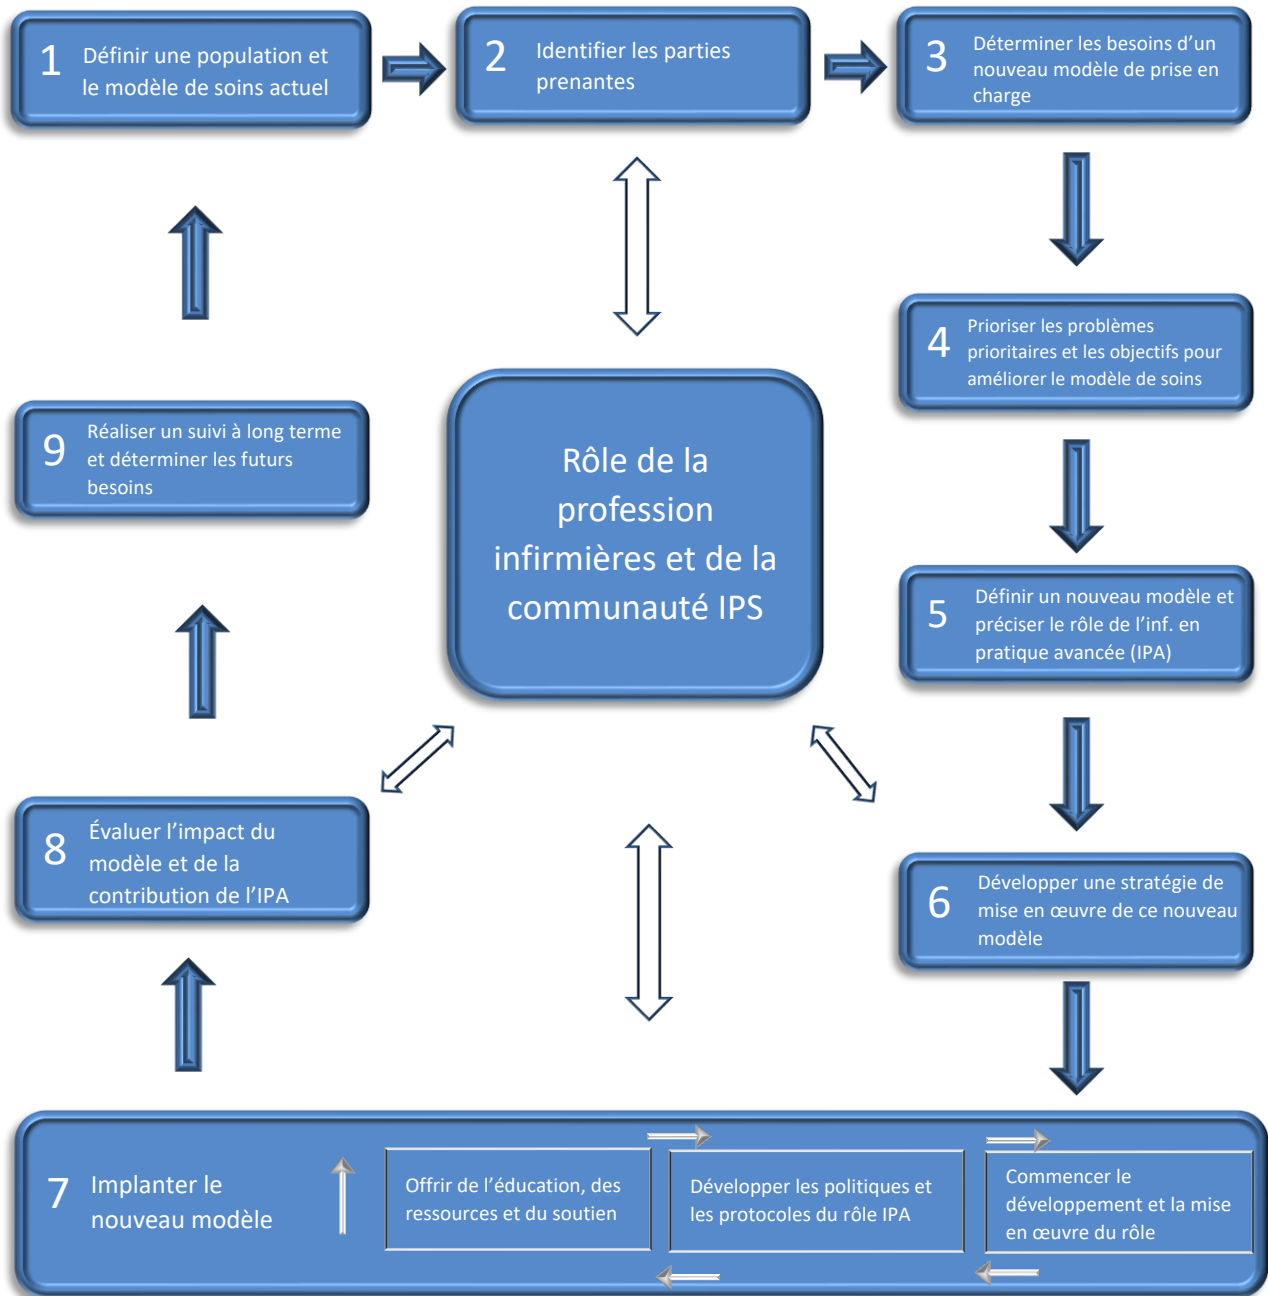 1
Définir une population et
le modèle de soins actuel
2
Identifier les parties
prenantes
3
Déterminer les besoins d’un
nouveau modèle de prise en
charge
4
Prioriser les problèmes
prioritaires et les objectifs pour
améliorer le modèle de soins
9
Réaliser un suivi à long terme
et déterminer les futurs
besoins
Rôle de la
profession
infirmières et de la
communauté IPS
5
Définir un nouveau modèle et
préciser le rôle de l’inf. en
pratique avancée (IPA)
8
Évaluer l’impact du
modèle et de la
contribution de l’IPA
6
Développer une stratégie de
mise en œuvre de ce nouveau
modèle
7
Implanter le
nouveau modèle
Offrir de l’éducation, des
ressources et du soutien
Développer les politiques et
les protocoles du rôle IPA
Commencer le
développement et la mise
en œuvre du rôle